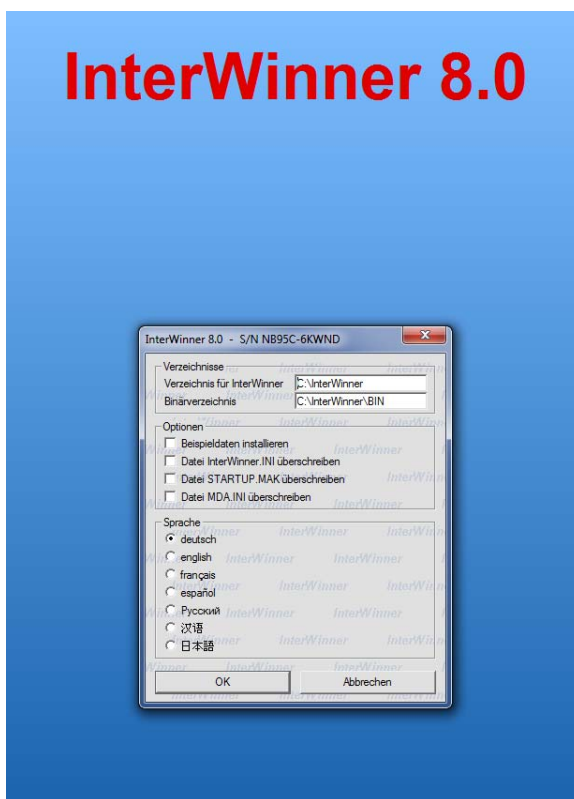 InterWinner 8.0
InterWinner 8.0 - S/N NB95C-6KWND
Verzeichnisse
Verzeichnis für InterWinner C:\InterWinner
Binärverzeichnis C:\InterWinner\BIN
Optionen
Beispieldaten installieren
Datei InterWinner.INI überschreiben
Datei STARTUP.MAK überschreiben
Datei MDA.INI überschreiben
Sprache
deutsch
english
français
español
Русский
汉语
日本語
OK Abbrechen